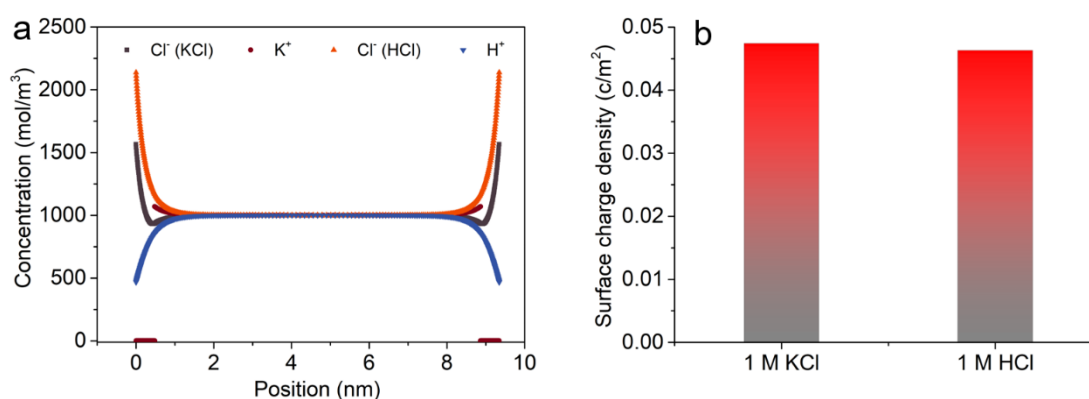 a
2500
2000
1500
1000
500
0
Concentration (mol/m³)
Cl⁻ (KCl)
K⁺
Cl⁻ (HCl)
H⁺
0
2
4
6
8
10
Position (nm)
b
0.05
0.04
0.03
0.02
0.01
0.00
Surface charge density (c/m²)
1 M KCl
1 M HCl